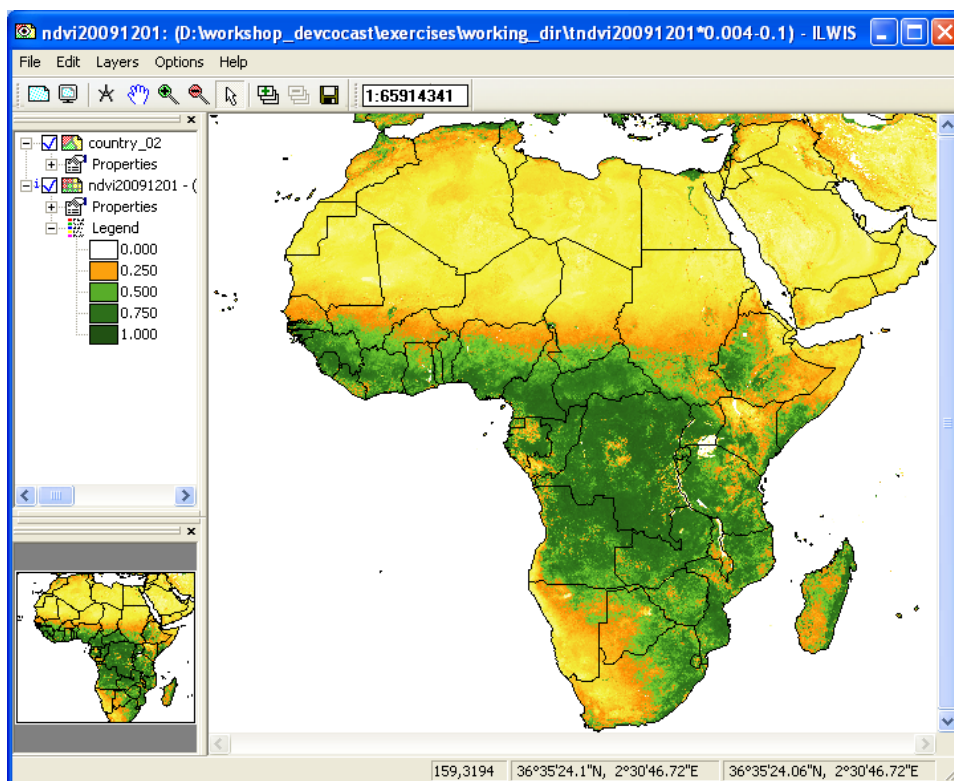 ndvi20091201: (D:\workshop_devcocast\exercises\working_dir\tndvi20091201*0.004-0.1) - ILWIS
File Edit Layers Options Help
1:65914341
country_02
Properties
ndvi20091201 - (
Properties
Legend
0.000
0.250
0.500
0.750
1.000
159,3194 36°35'24.1"N, 2°30'46.72"E 36°35'24.06"N, 2°30'46.72"E